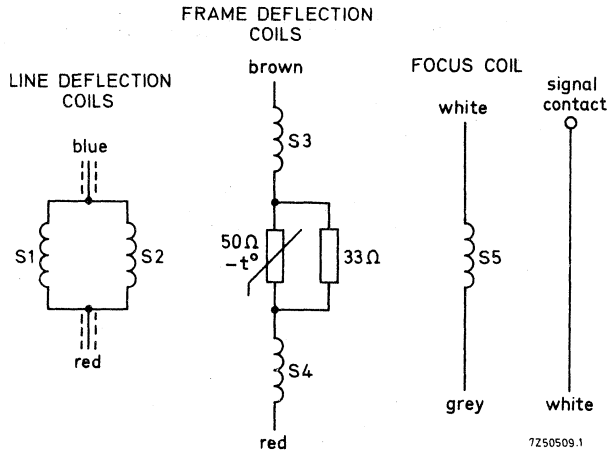 FRAME DEFLECTION
COILS
LINE DEFLECTION
COILS
FOCUS COIL
signal
contact
brown
blue
white
S3
S1
S2
50Ω
-t°
33Ω
S5
red
S4
grey
white
red
7Z50509.1